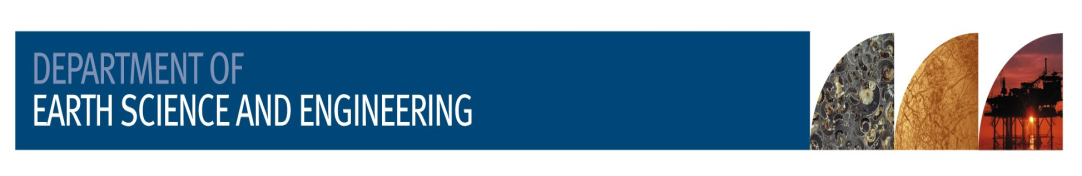 DEPARTMENT OF
EARTH SCIENCE AND ENGINEERING